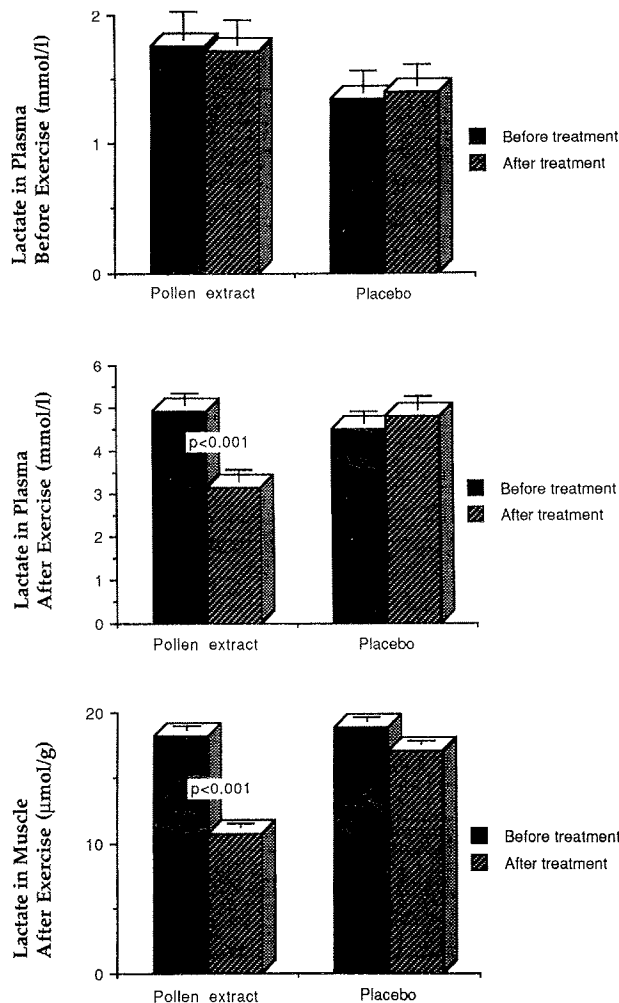 Lactate in Plasma
Before Exercise (mmol/l)
2
1
0
Pollen extract
Placebo
Before treatment
After treatment
Lactate in Plasma
After Exercise (mmol/l)
6
5
4
3
2
1
0
p<0.001
Pollen extract
Placebo
Before treatment
After treatment
Lactate in Muscle
After Exercise (µmol/g)
20
10
0
p<0.001
Pollen extract
Placebo
Before treatment
After treatment